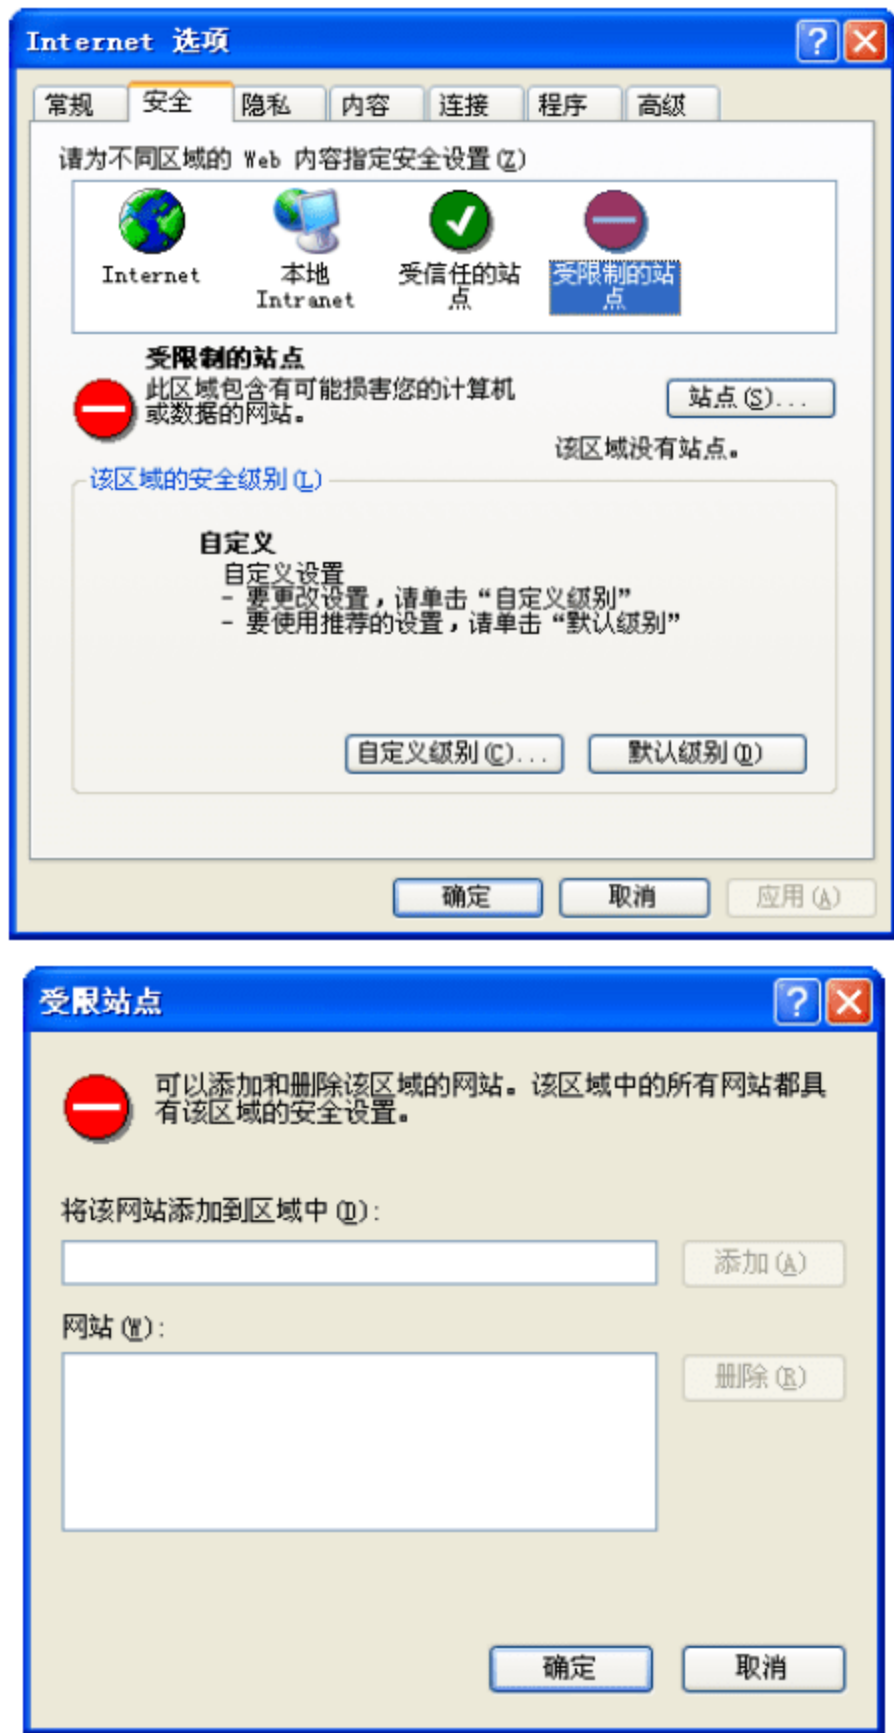 Internet 选项
常规 安全 隐私 内容 连接 程序 高级
请为不同区域的 Web 内容指定安全设置(Z)
Internet 本地 受信任的站 受限制的站
Intranet 点 点
受限制的站点
此区域包含有可能损害您的计算机
或数据的网站。
站点(S)...
该区域没有站点。
该区域的安全级别(L)
自定义
自定义设置
- 要更改设置，请单击“自定义级别”
- 要使用推荐的设置，请单击“默认级别”
自定义级别(C)... 默认级别(D)
确定 取消 应用(A)
受限站点
可以添加和删除该区域的网站。该区域中的所有网站都具
有该区域的安全设置。
将该网站添加到区域中(D):
添加(A)
网站(W):
删除(R)
确定 取消